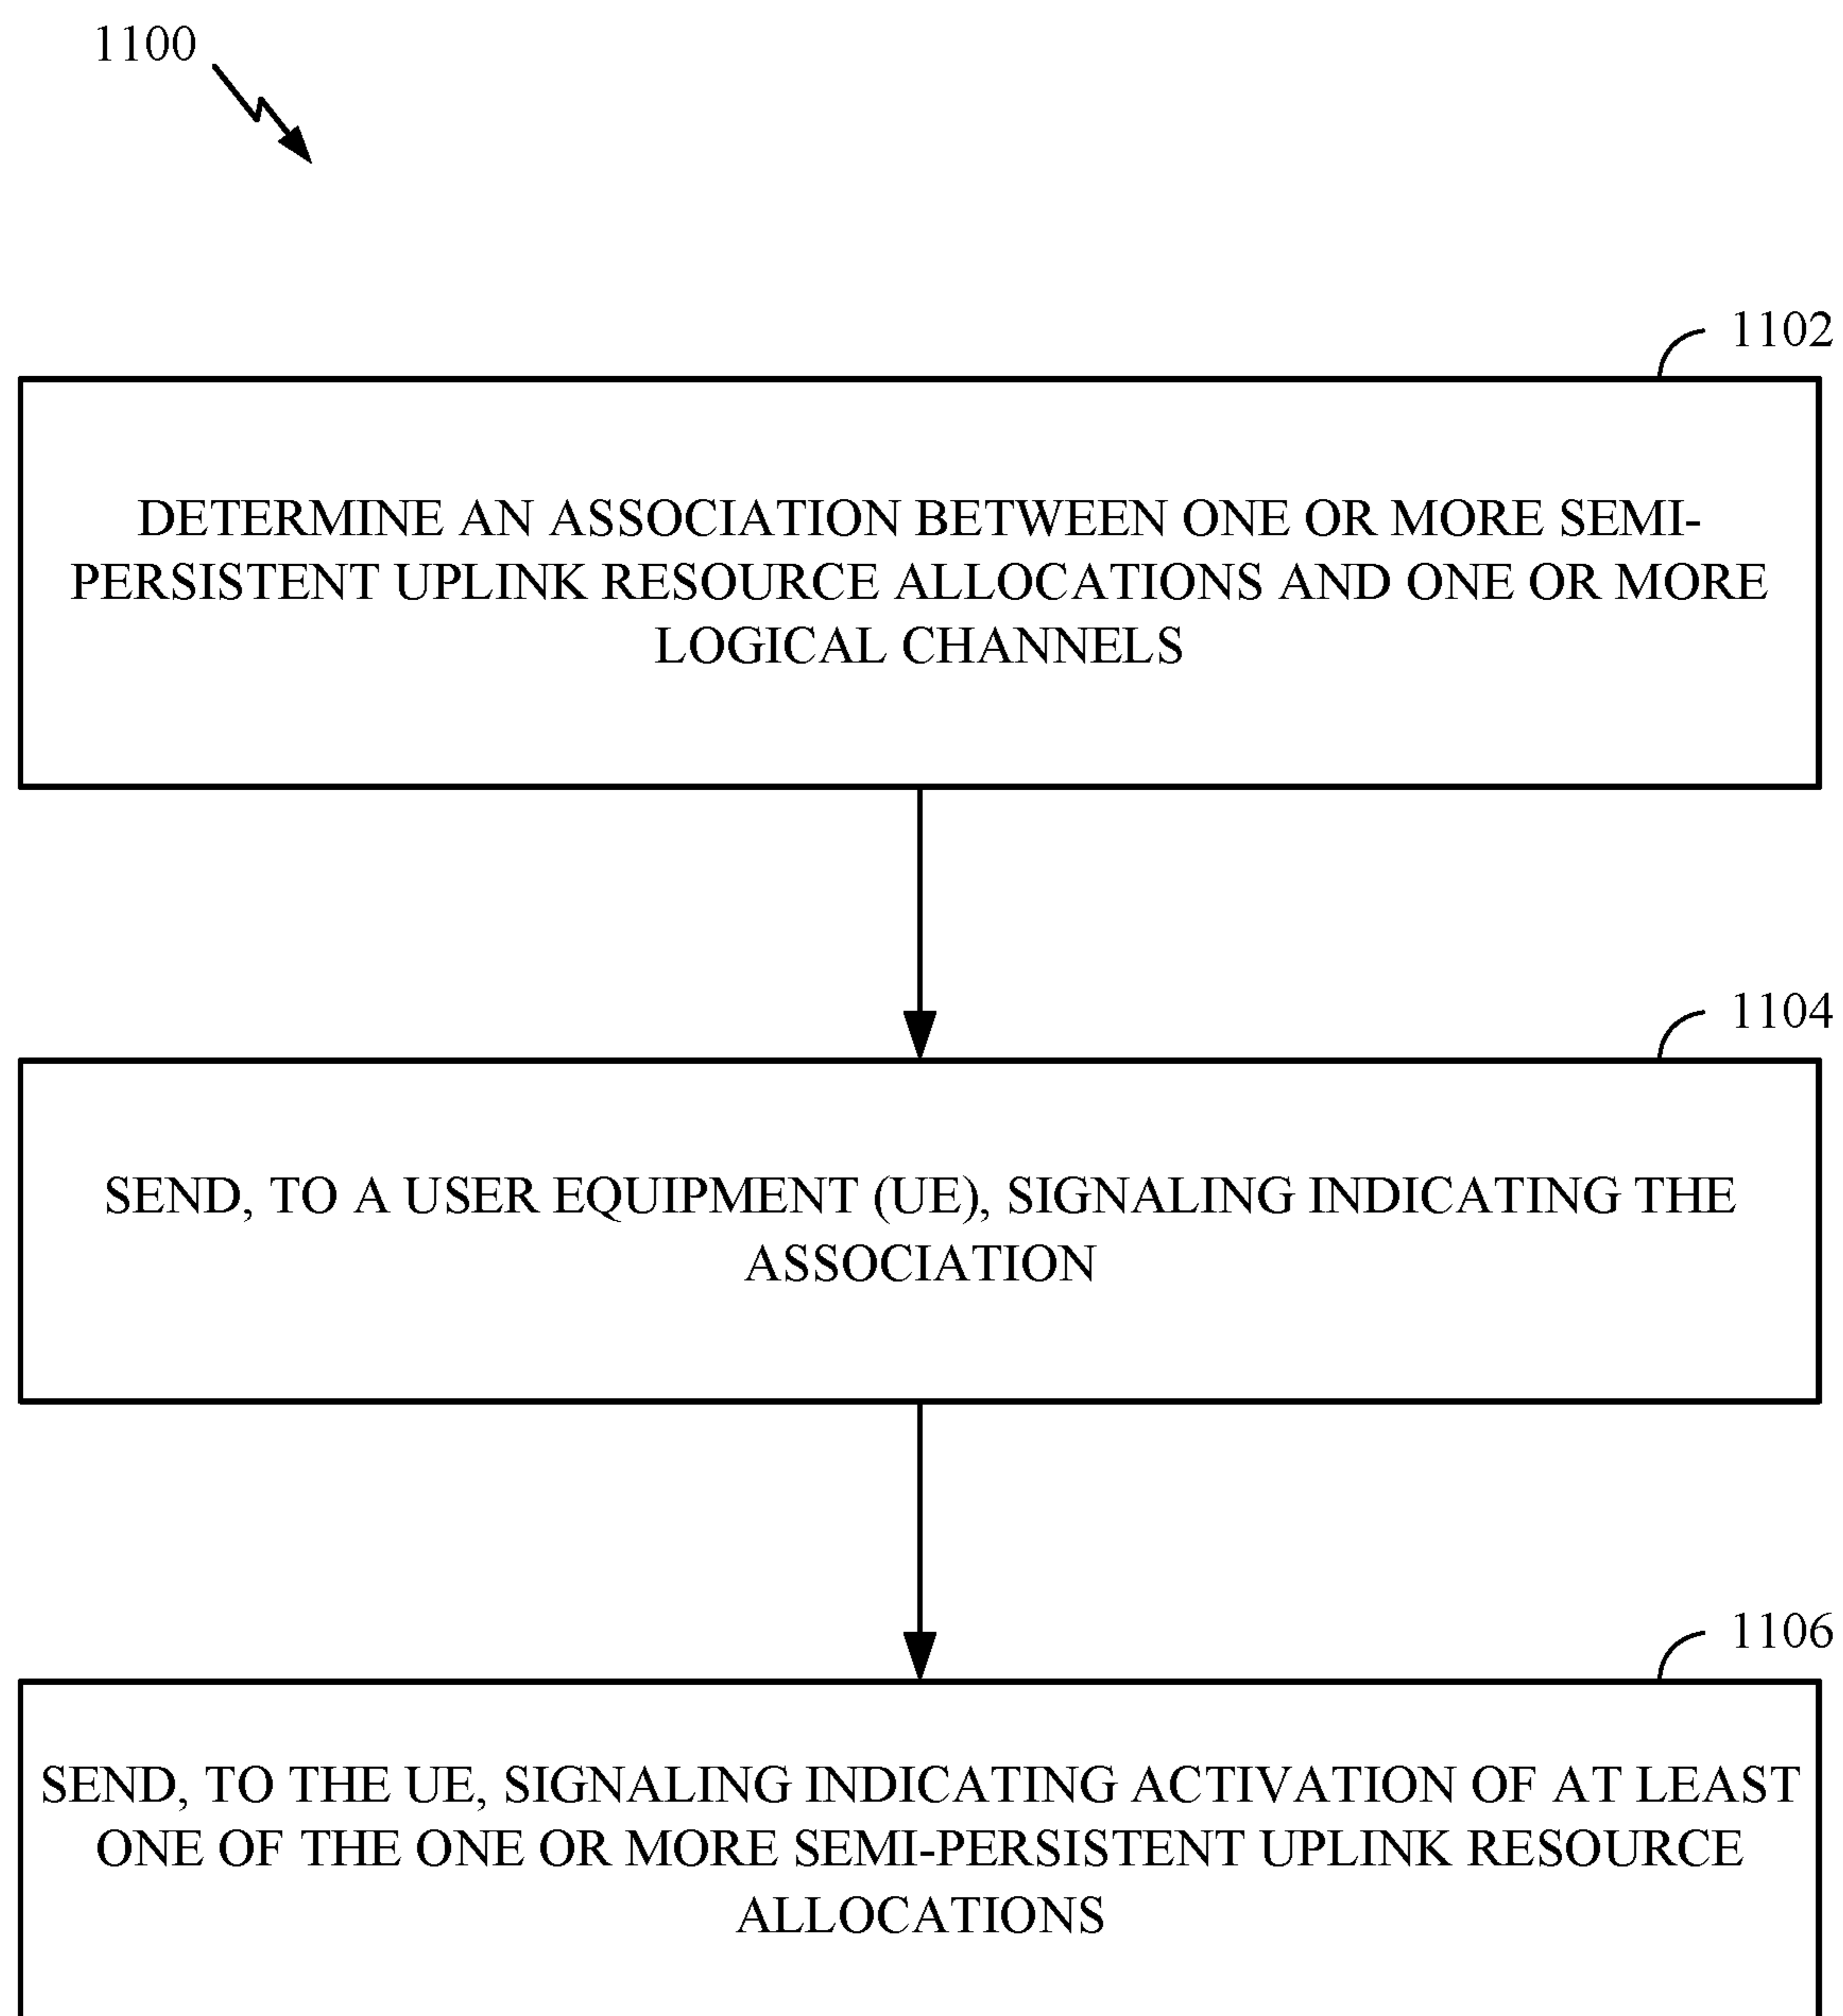 1100
1102
DETERMINE AN ASSOCIATION BETWEEN ONE OR MORE SEMI-
PERSISTENT UPLINK RESOURCE ALLOCATIONS AND ONE OR MORE
LOGICAL CHANNELS
1104
SEND, TO A USER EQUIPMENT (UE), SIGNALING INDICATING THE
ASSOCIATION
1106
SEND, TO THE UE, SIGNALING INDICATING ACTIVATION OF AT LEAST
ONE OF THE ONE OR MORE SEMI-PERSISTENT UPLINK RESOURCE
ALLOCATIONS